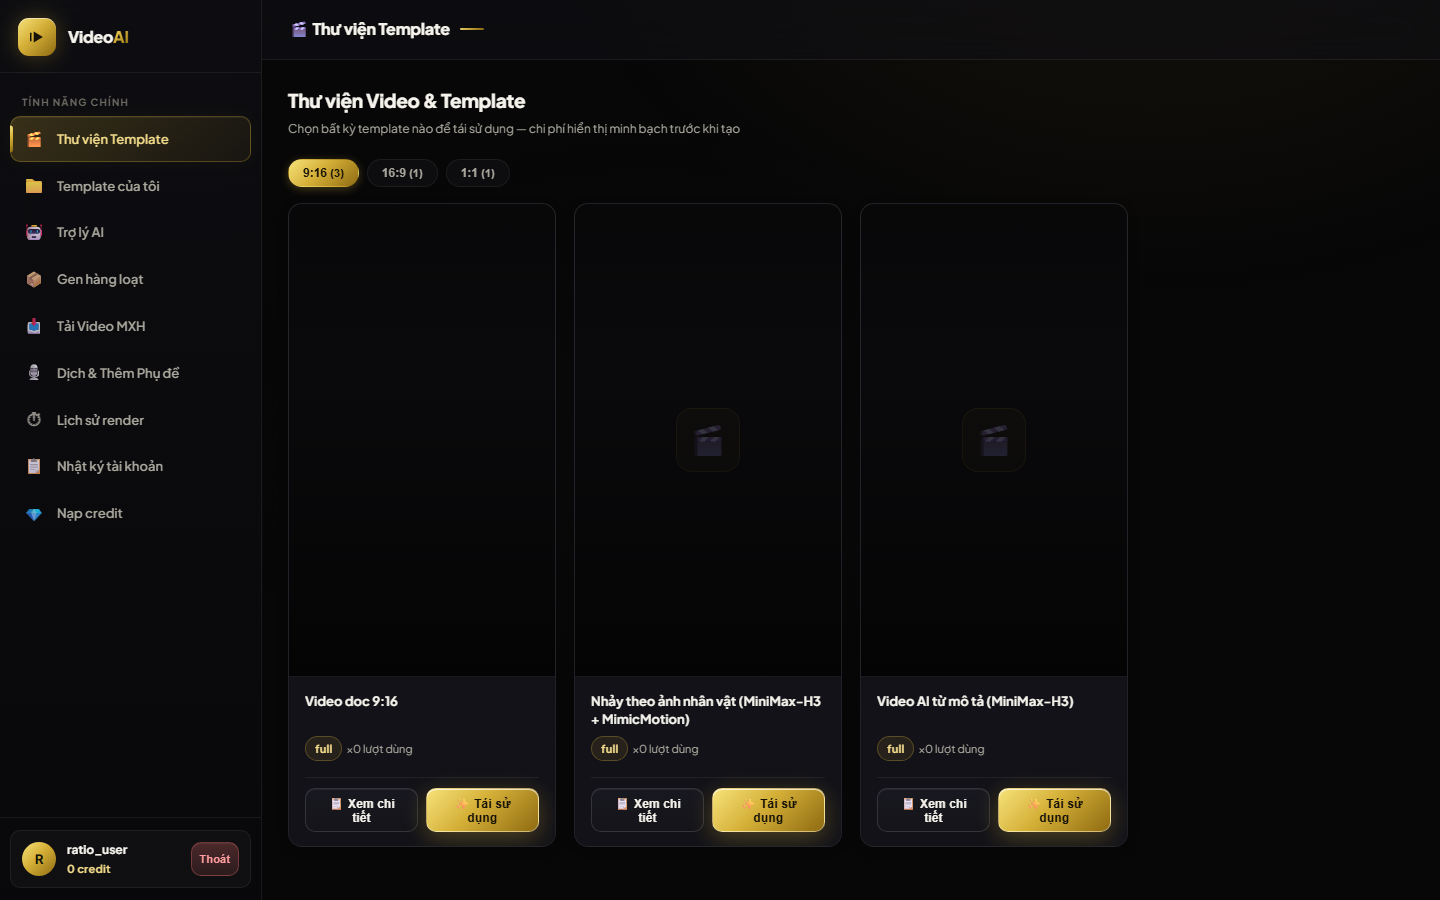 VideoAI
TÍNH NĂNG CHÍNH
Thư viện Template
Template của tôi
Trợ lý AI
Gen hàng loạt
Tải Video MXH
Dịch & Thêm Phụ đề
Lịch sử render
Nhật ký tài khoản
Nạp credit
R
ratio_user
0 credit
Thoát
Thư viện Template
Thư viện Video & Template
Chọn bất kỳ template nào để tái sử dụng — chi phí hiển thị minh bạch trước khi tạo
9:16 (3)
16:9 (1)
1:1 (1)
Video doc 9:16
full ×0 lượt dùng
Xem chi
tiết
Tái sử
dụng
Nhảy theo ảnh nhân vật (MiniMax-H3
+ MimicMotion)
full ×0 lượt dùng
Xem chi
tiết
Tái sử
dụng
Video AI từ mô tả (MiniMax-H3)
full ×0 lượt dùng
Xem chi
tiết
Tái sử
dụng